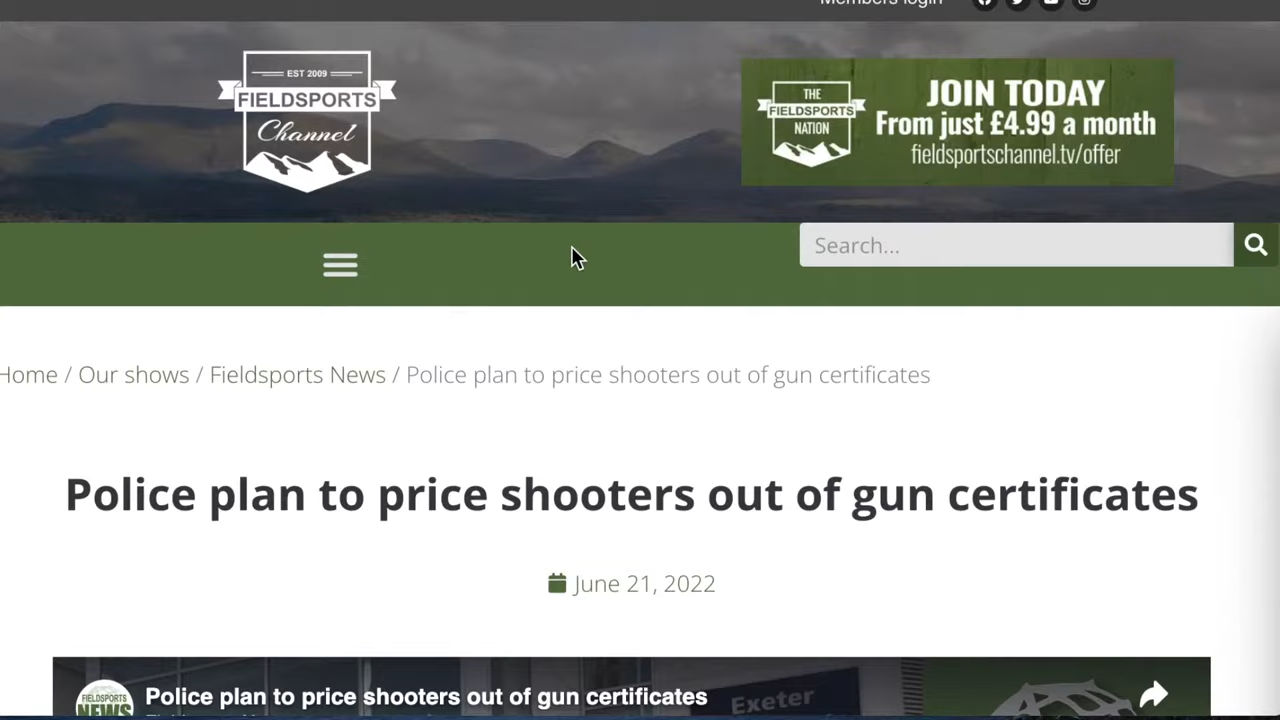 Members login
EST 2009
FIELDSPORTS
Channel
THE
FIELDSPORTS
NATION
JOIN TODAY
From just £4.99 a month
fieldsportschannel.tv/offer
Search...
Home / Our shows / Fieldsports News / Police plan to price shooters out of gun certificates
Police plan to price shooters out of gun certificates
June 21, 2022
FIELDSPORTS
NEWS
Police plan to price shooters out of gun certificates
Exeter